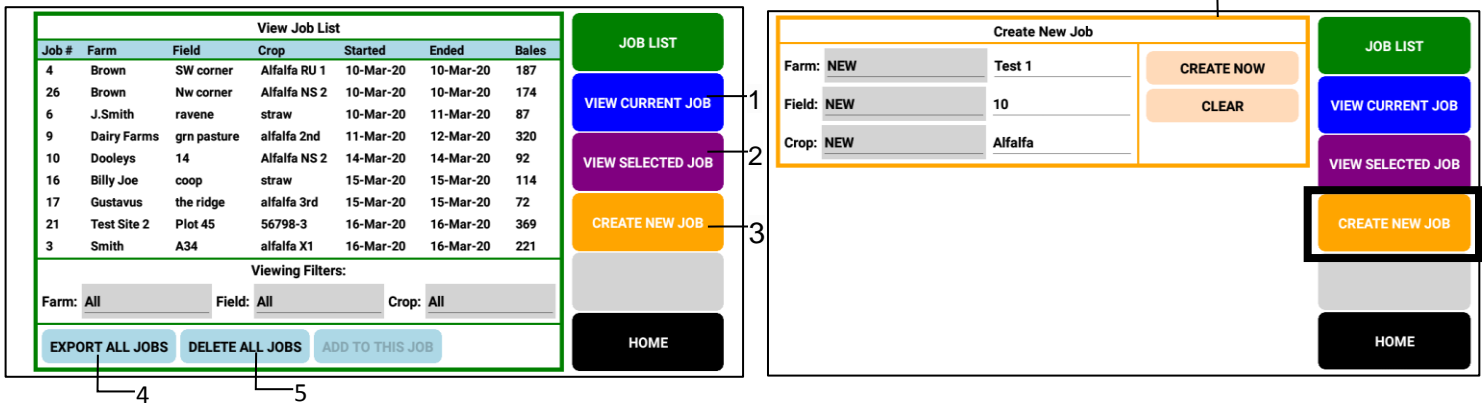 View Job List
Job # Farm Field Crop Started Ended Bales
4 Brown SW corner Alfalfa RU 1 10-Mar-20 10-Mar-20 187
26 Brown Nw corner Alfalfa NS 2 10-Mar-20 10-Mar-20 174
6 J.Smith ravene straw 10-Mar-20 11-Mar-20 87
9 Dairy Farms grn pasture alfalfa 2nd 11-Mar-20 12-Mar-20 320
10 Dooleys 14 Alfalfa NS 2 14-Mar-20 14-Mar-20 92
16 Billy Joe coop straw 15-Mar-20 15-Mar-20 114
17 Gustavus the ridge alfalfa 3rd 15-Mar-20 15-Mar-20 72
21 Test Site 2 Plot 45 56798-3 16-Mar-20 16-Mar-20 369
3 Smith A34 alfalfa X1 16-Mar-20 16-Mar-20 221
Viewing Filters:
Farm: All Field: All Crop: All
EXPORT ALL JOBS DELETE ALL JOBS ADD TO THIS JOB
4 5
JOB LIST
VIEW CURRENT JOB 1
VIEW SELECTED JOB 2
CREATE NEW JOB 3
HOME
Create New Job
Farm: NEW Test 1
Field: NEW 10
Crop: NEW Alfalfa
CREATE NOW
CLEAR
JOB LIST
VIEW CURRENT JOB
VIEW SELECTED JOB
CREATE NEW JOB
HOME